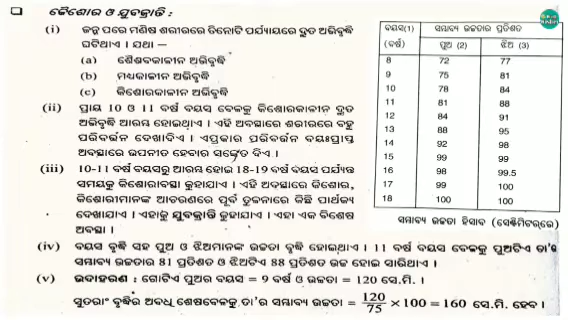 ❑ କୈଶୋର ଓ ଯୁବକ୍ରାନ୍ତି :
(i) ଜନ୍ମ ପରେ ମଣିଷ ଶରୀରରେ ତିନୋଟି ପର୍ଯ୍ୟାୟରେ ଦ୍ରୁତ ଅଭିବୃଦ୍ଧି
ଘଟିଥାଏ । ଯଥା –
(a) ଶୈଶବକାଳୀନ ଅଭିବୃଦ୍ଧି
(b) ମଧ୍ୟକାଳୀନ ଅଭିବୃଦ୍ଧି
(c) କିଶୋରକାଳୀନ ଅଭିବୃଦ୍ଧି
(ii) ପ୍ରାୟ 10 ଓ 11 ବର୍ଷ ବୟସ ବେଳକୁ କିଶୋରକାଳୀନ ଦ୍ରୁତ
ଅଭିବୃଦ୍ଧି ଆରମ୍ଭ ହୋଇଥାଏ । ଏହି ଅବସ୍ଥାରେ ଶରୀରରେ ବହୁ
ପରିବର୍ତ୍ତନ ଦେଖାଦିଏ । ଏପ୍ରକାର ପରିବର୍ତ୍ତନ ବୟଃପ୍ରାପ୍ତ
ଅବସ୍ଥାରେ ଉପନୀତ ହେବାର ସଙ୍କେତ ଦିଏ ।
(iii) 10-11 ବର୍ଷ ବୟସରୁ ଆରମ୍ଭ ହୋଇ 18-19 ବର୍ଷ ବୟସ ପର୍ଯ୍ୟନ୍ତ
ସମୟକୁ କିଶୋରାବସ୍ଥା କୁହାଯାଏ । ଏହି ଅବସ୍ଥାରେ କିଶୋର,
କିଶୋରୀମାନଙ୍କ ଆଚରଣରେ ପୂର୍ବ ତୁଳନାରେ କିଛି ପାର୍ଥକ୍ୟ
ଦେଖାଯାଏ । ଏହାକୁ ଯୁବକ୍ରାନ୍ତି କୁହାଯାଏ । ଏହା ଏକ ବିଶେଷ
ଅବସ୍ଥା ।
ବୟସ(1) ସମ୍ଭାବ୍ୟ ଉଚ୍ଚତାର ପ୍ରତିଶତ
(ବର୍ଷ) ପୁଅ (2) ଝିଅ (3)
8 72 77
9 75 81
10 78 84
11 81 88
12 84 91
13 88 95
14 92 98
15 99 99
16 98 99.5
17 99 100
18 100 100
ସମ୍ଭାବ୍ୟ ଉଚ୍ଚତା ହିସାବ (ସେଣ୍ଟିମିଟରରେ)
(iv) ବୟସ ବୃଦ୍ଧି ସହ ପୁଅ ଓ ଝିଅମାନଙ୍କ ଉଚ୍ଚତା ବୃଦ୍ଧି ହୋଇଥାଏ । 11 ବର୍ଷ ବୟସ ବେଳକୁ ପୁଅଟିଏ ତା'ର
ସମ୍ଭାବ୍ୟ ଉଚ୍ଚତାର 81 ପ୍ରତିଶତ ଓ ଝିଅଟିଏ 88 ପ୍ରତିଶତ ଉଚ୍ଚ ହୋଇ ସାରିଥାଏ ।
(v) ଉଦାହରଣ : ଗୋଟିଏ ପୁଅର ବୟସ = 9 ବର୍ଷ ଓ ଉଚ୍ଚତା = 120 ସେ.ମି. ।
ସୁତରାଂ ବୃଦ୍ଧିର ଅବଧି ଶେଷବେଳକୁ ତା'ର ସମ୍ଭାବ୍ୟ ଉଚ୍ଚତା = 120/75 ×100 = 160 ସେ.ମି. ହେବ ।